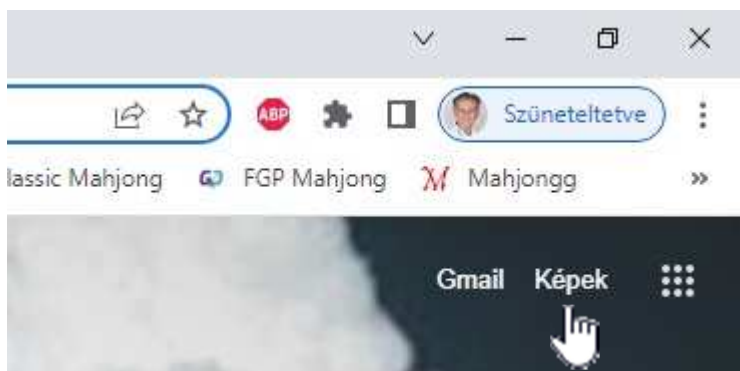 ABP Szüneteltetve
lassic Mahjong FGP Mahjong M Mahjongg »
Gmail Képek